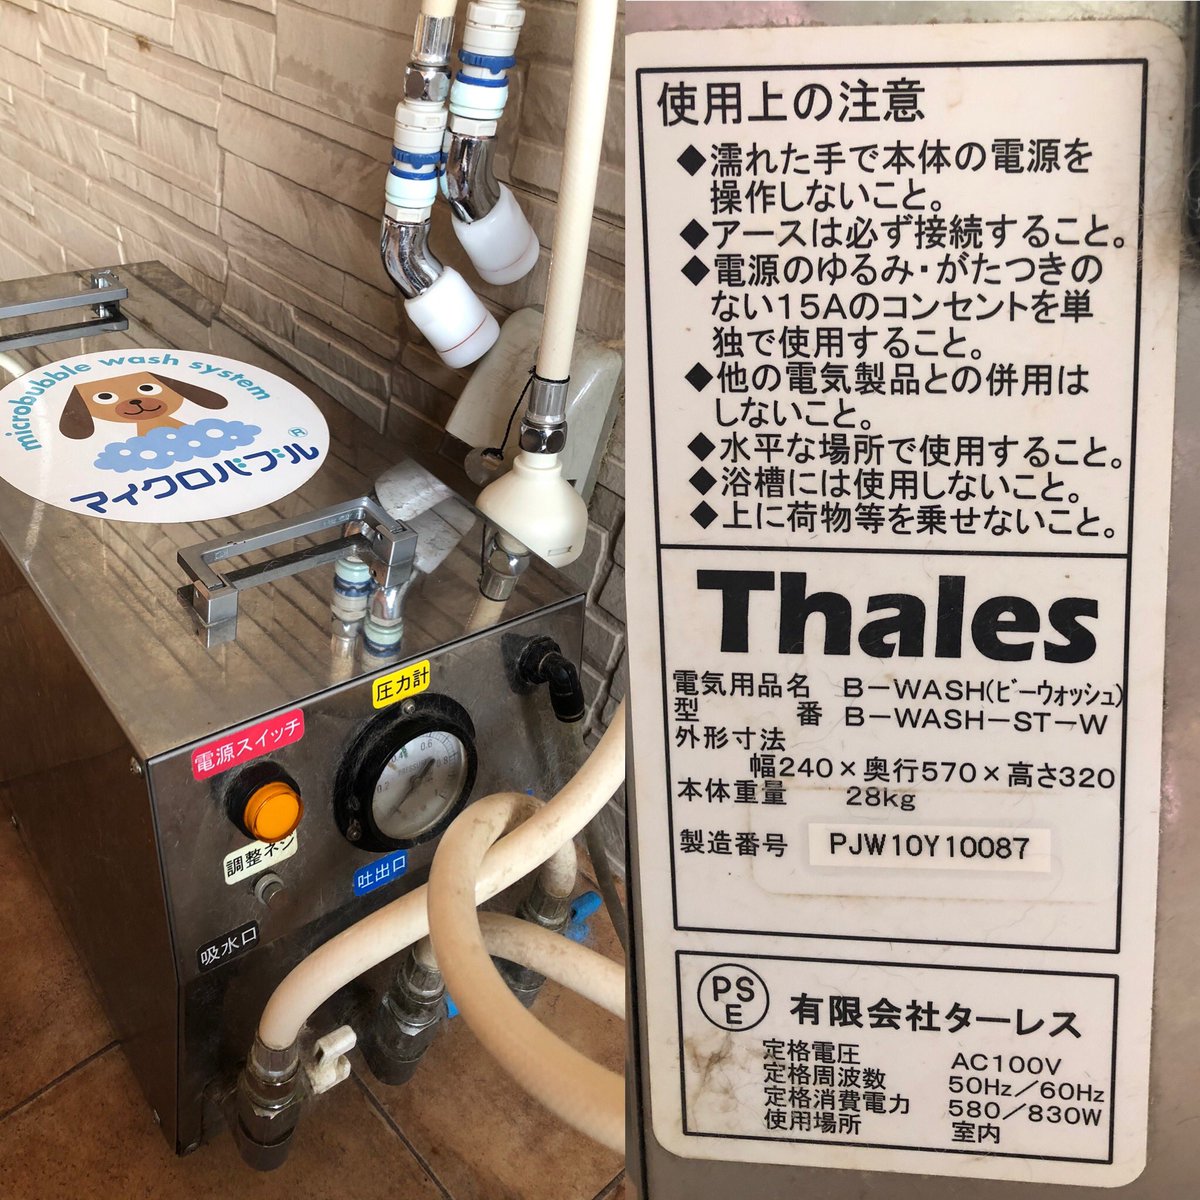 microbubble wash system
マイクロバブル®
圧力計
電源スイッチ
調整ネジ
吐出口
吸水口
使用上の注意
◆濡れた手で本体の電源を
操作しないこと。
◆アースは必ず接続すること。
◆電源のゆるみ・がたつきの
ない15Aのコンセントを単
独で使用すること。
◆他の電気製品との併用は
しないこと。
◆水平な場所で使用すること。
◆浴槽には使用しないこと。
◆上に荷物等を乗せないこと。
Thales
電気用品名 B-WASH(ビーウォッシュ)
型番 B-WASH-ST-W
外形寸法
幅240×奥行570×高さ320
本体重量 28kg
製造番号 PJW10Y10087
PSE 有限会社ターレス
定格電圧 AC100V
定格周波数 50Hz/60Hz
定格消費電力 580/830W
使用場所 室内